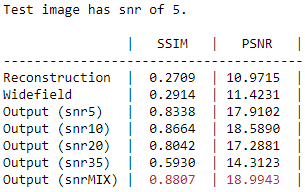 Test image has snr of 5.
| SSIM | PSNR
--------------------------------------
Reconstruction | 0.2709 | 10.9715
Widefield | 0.2914 | 11.4231
Output (snr5) | 0.8338 | 17.9102
Output (snr10) | 0.8664 | 18.5890
Output (snr20) | 0.8042 | 17.2881
Output (snr35) | 0.5930 | 14.3123
Output (snrMIX) | 0.8807 | 18.9943